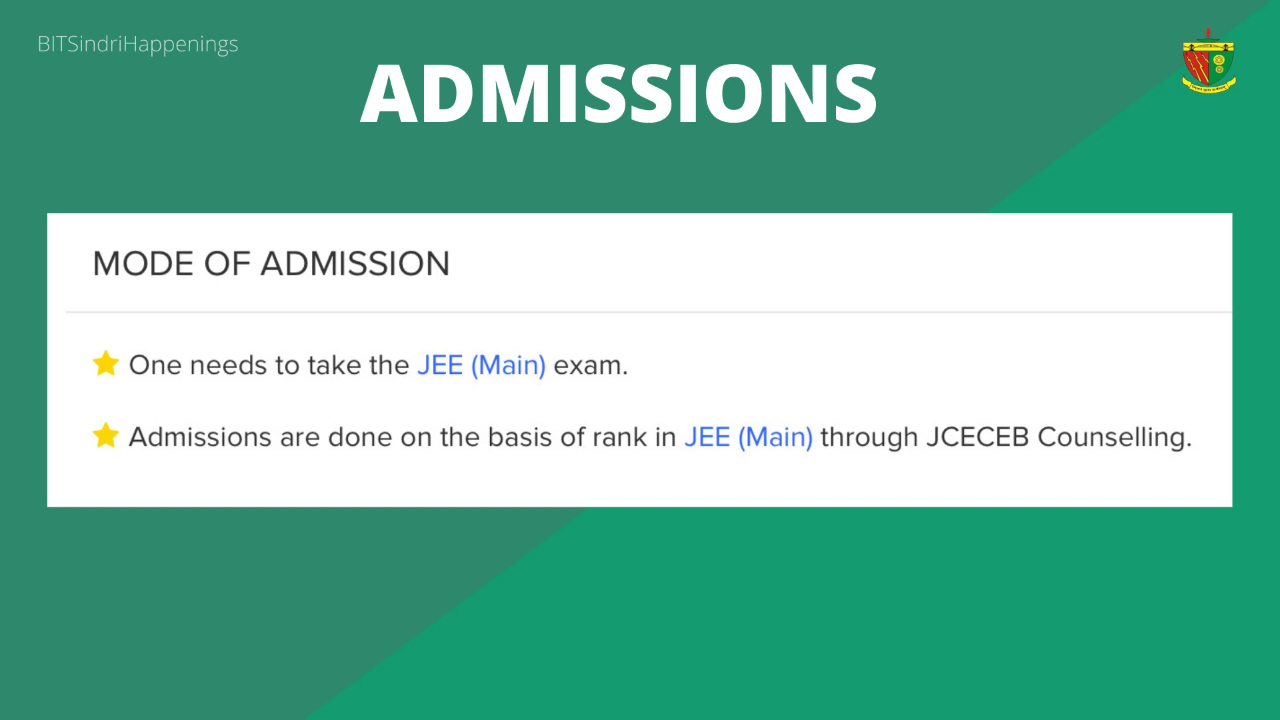 BITSindriHappenings
ADMISSIONS
MODE OF ADMISSION
One needs to take the JEE (Main) exam.
Admissions are done on the basis of rank in JEE (Main) through JCECEB Counselling.